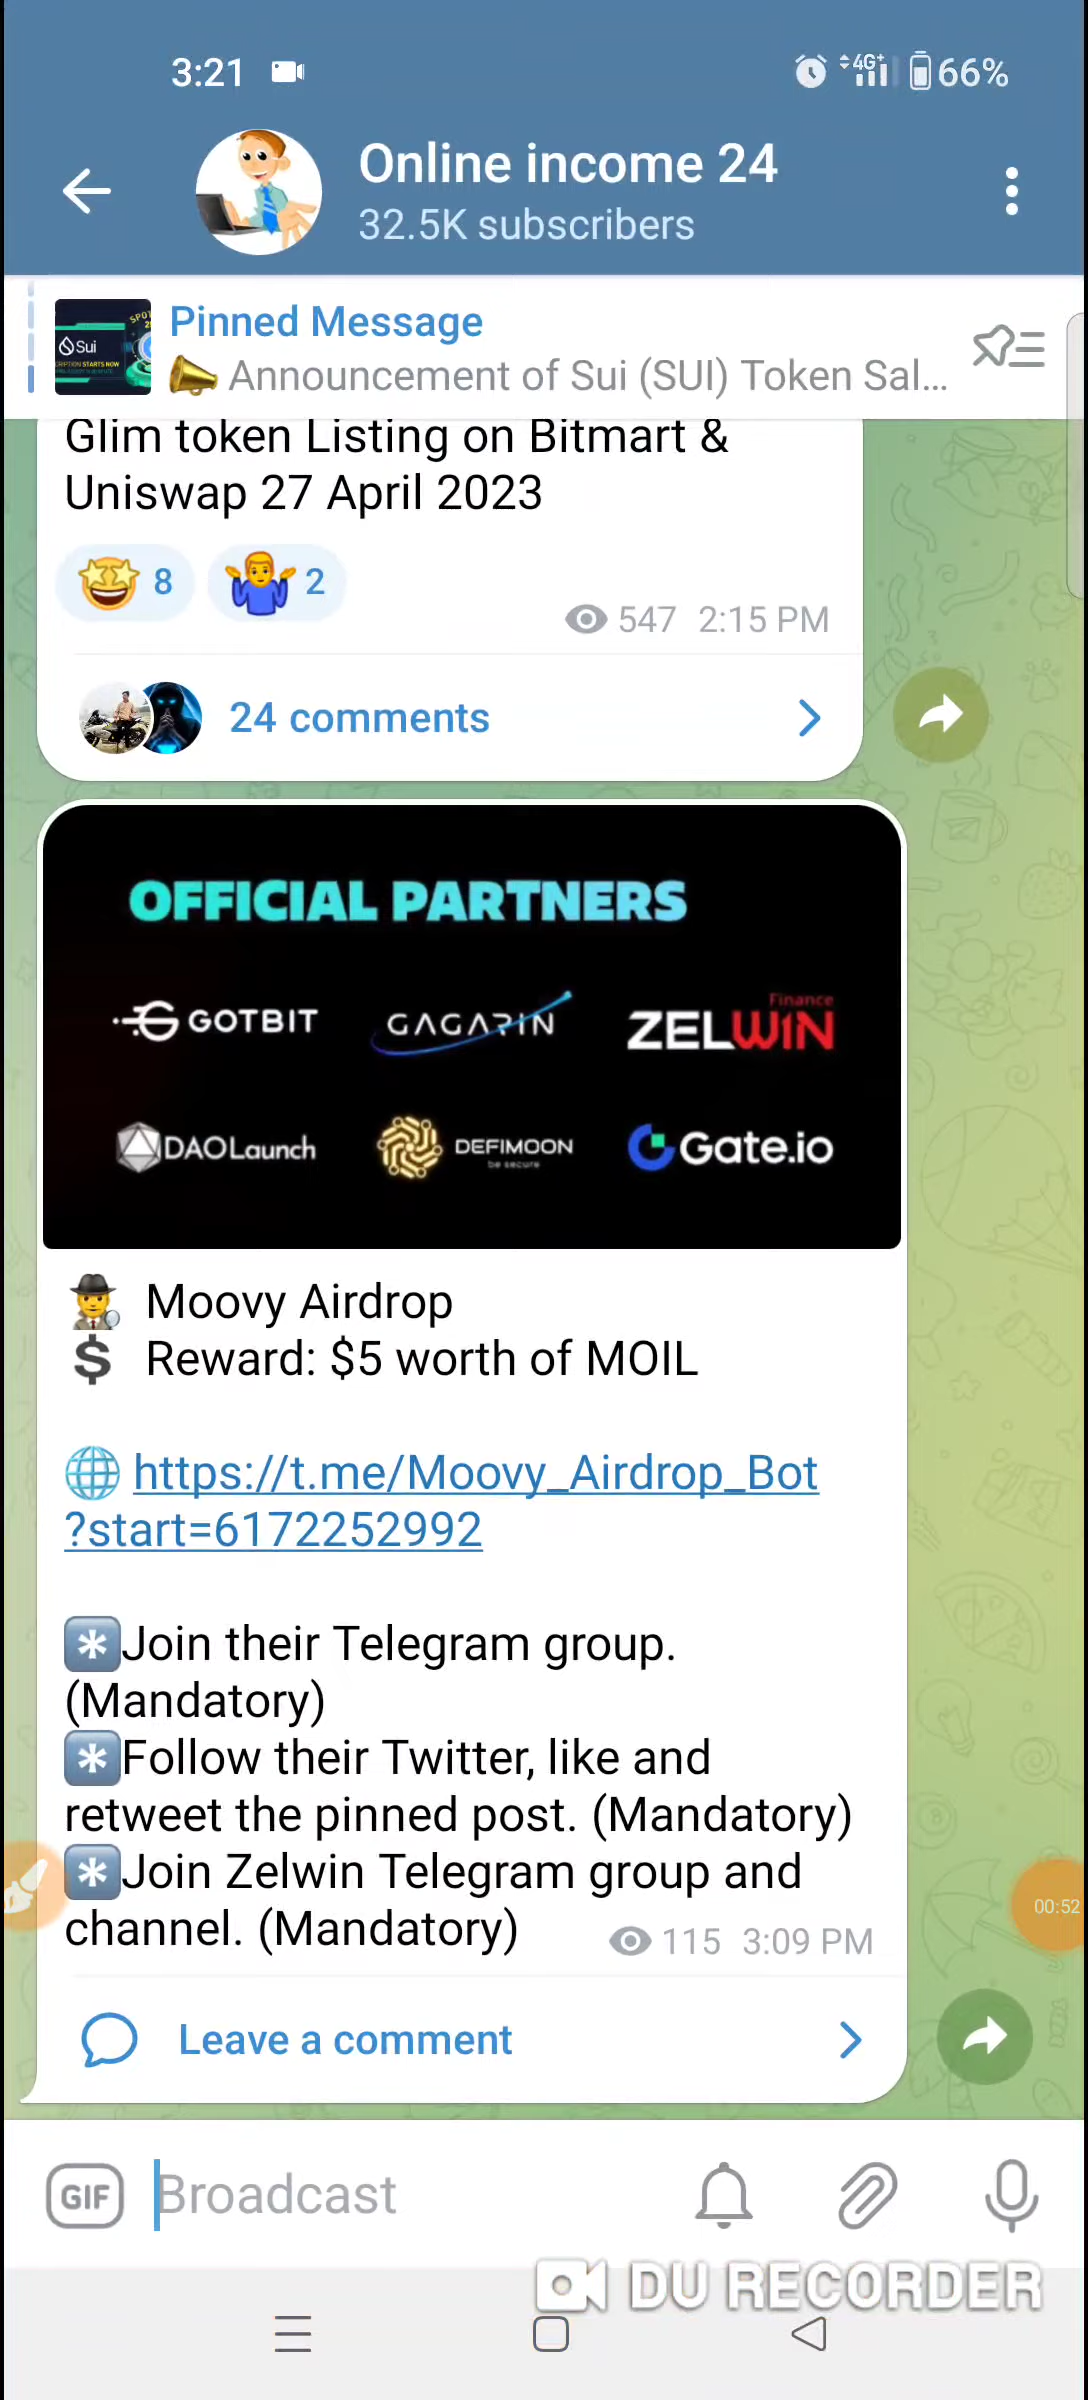 3:21
4G+
66%
Online income 24
32.5K subscribers
Sui
Pinned Message
Announcement of Sui (SUI) Token Sal...
Glim token Listing on Bitmart &
Uniswap 27 April 2023
8
2
547 2:15 PM
24 comments
OFFICIAL PARTNERS
GOTBIT
GAGARIN
Finance
ZELWIN
DAOLaunch
DEFIMOON
be secure
Gate.io
Moovy Airdrop
$ Reward: $5 worth of MOIL
https://t.me/Moovy_Airdrop_Bot
?start=6172252992
*Join their Telegram group.
(Mandatory)
*Follow their Twitter, like and
retweet the pinned post. (Mandatory)
*Join Zelwin Telegram group and
channel. (Mandatory)
115 3:09 PM
00:52
Leave a comment
GIF
Broadcast
DU RECORDER